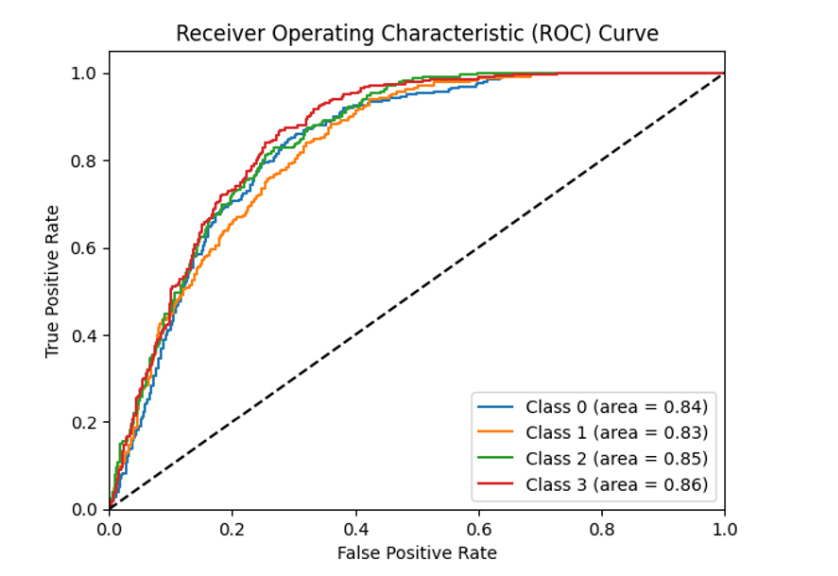 Receiver Operating Characteristic (ROC) Curve
True Positive Rate
1.0
0.8
0.6
0.4
0.2
0.0
Class 0 (area = 0.84)
Class 1 (area = 0.83)
Class 2 (area = 0.85)
Class 3 (area = 0.86)
0.0 0.2 0.4 0.6 0.8 1.0
False Positive Rate